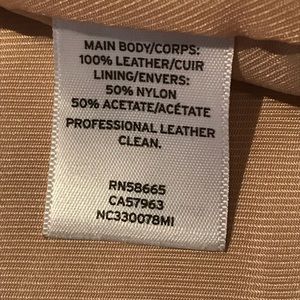 MAIN BODY/CORPS:
100% LEATHER/CUIR
LINING/ENVERS:
50% NYLON
50% ACETATE/ACÉTATE
PROFESSIONAL LEATHER
CLEAN.
RN58665
CA57963
NC330078MI